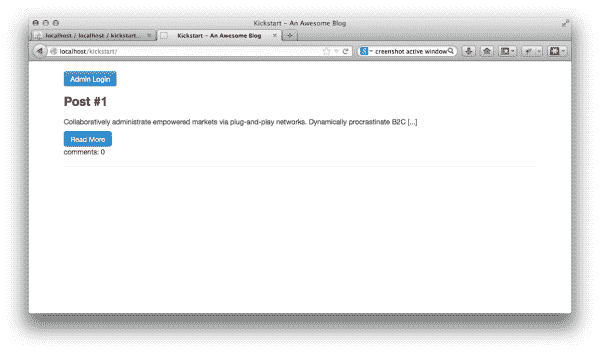 Kickstart - An Awesome Blog
localhost / localhost / kickstart...
Kickstart - An Awesome Blog
localhost/kickstart/
creenshot active window
Admin Login
Post #1
Collaboratively administrate empowered markets via plug-and-play networks. Dynamically procrastinate B2C [...]
Read More
comments: 0